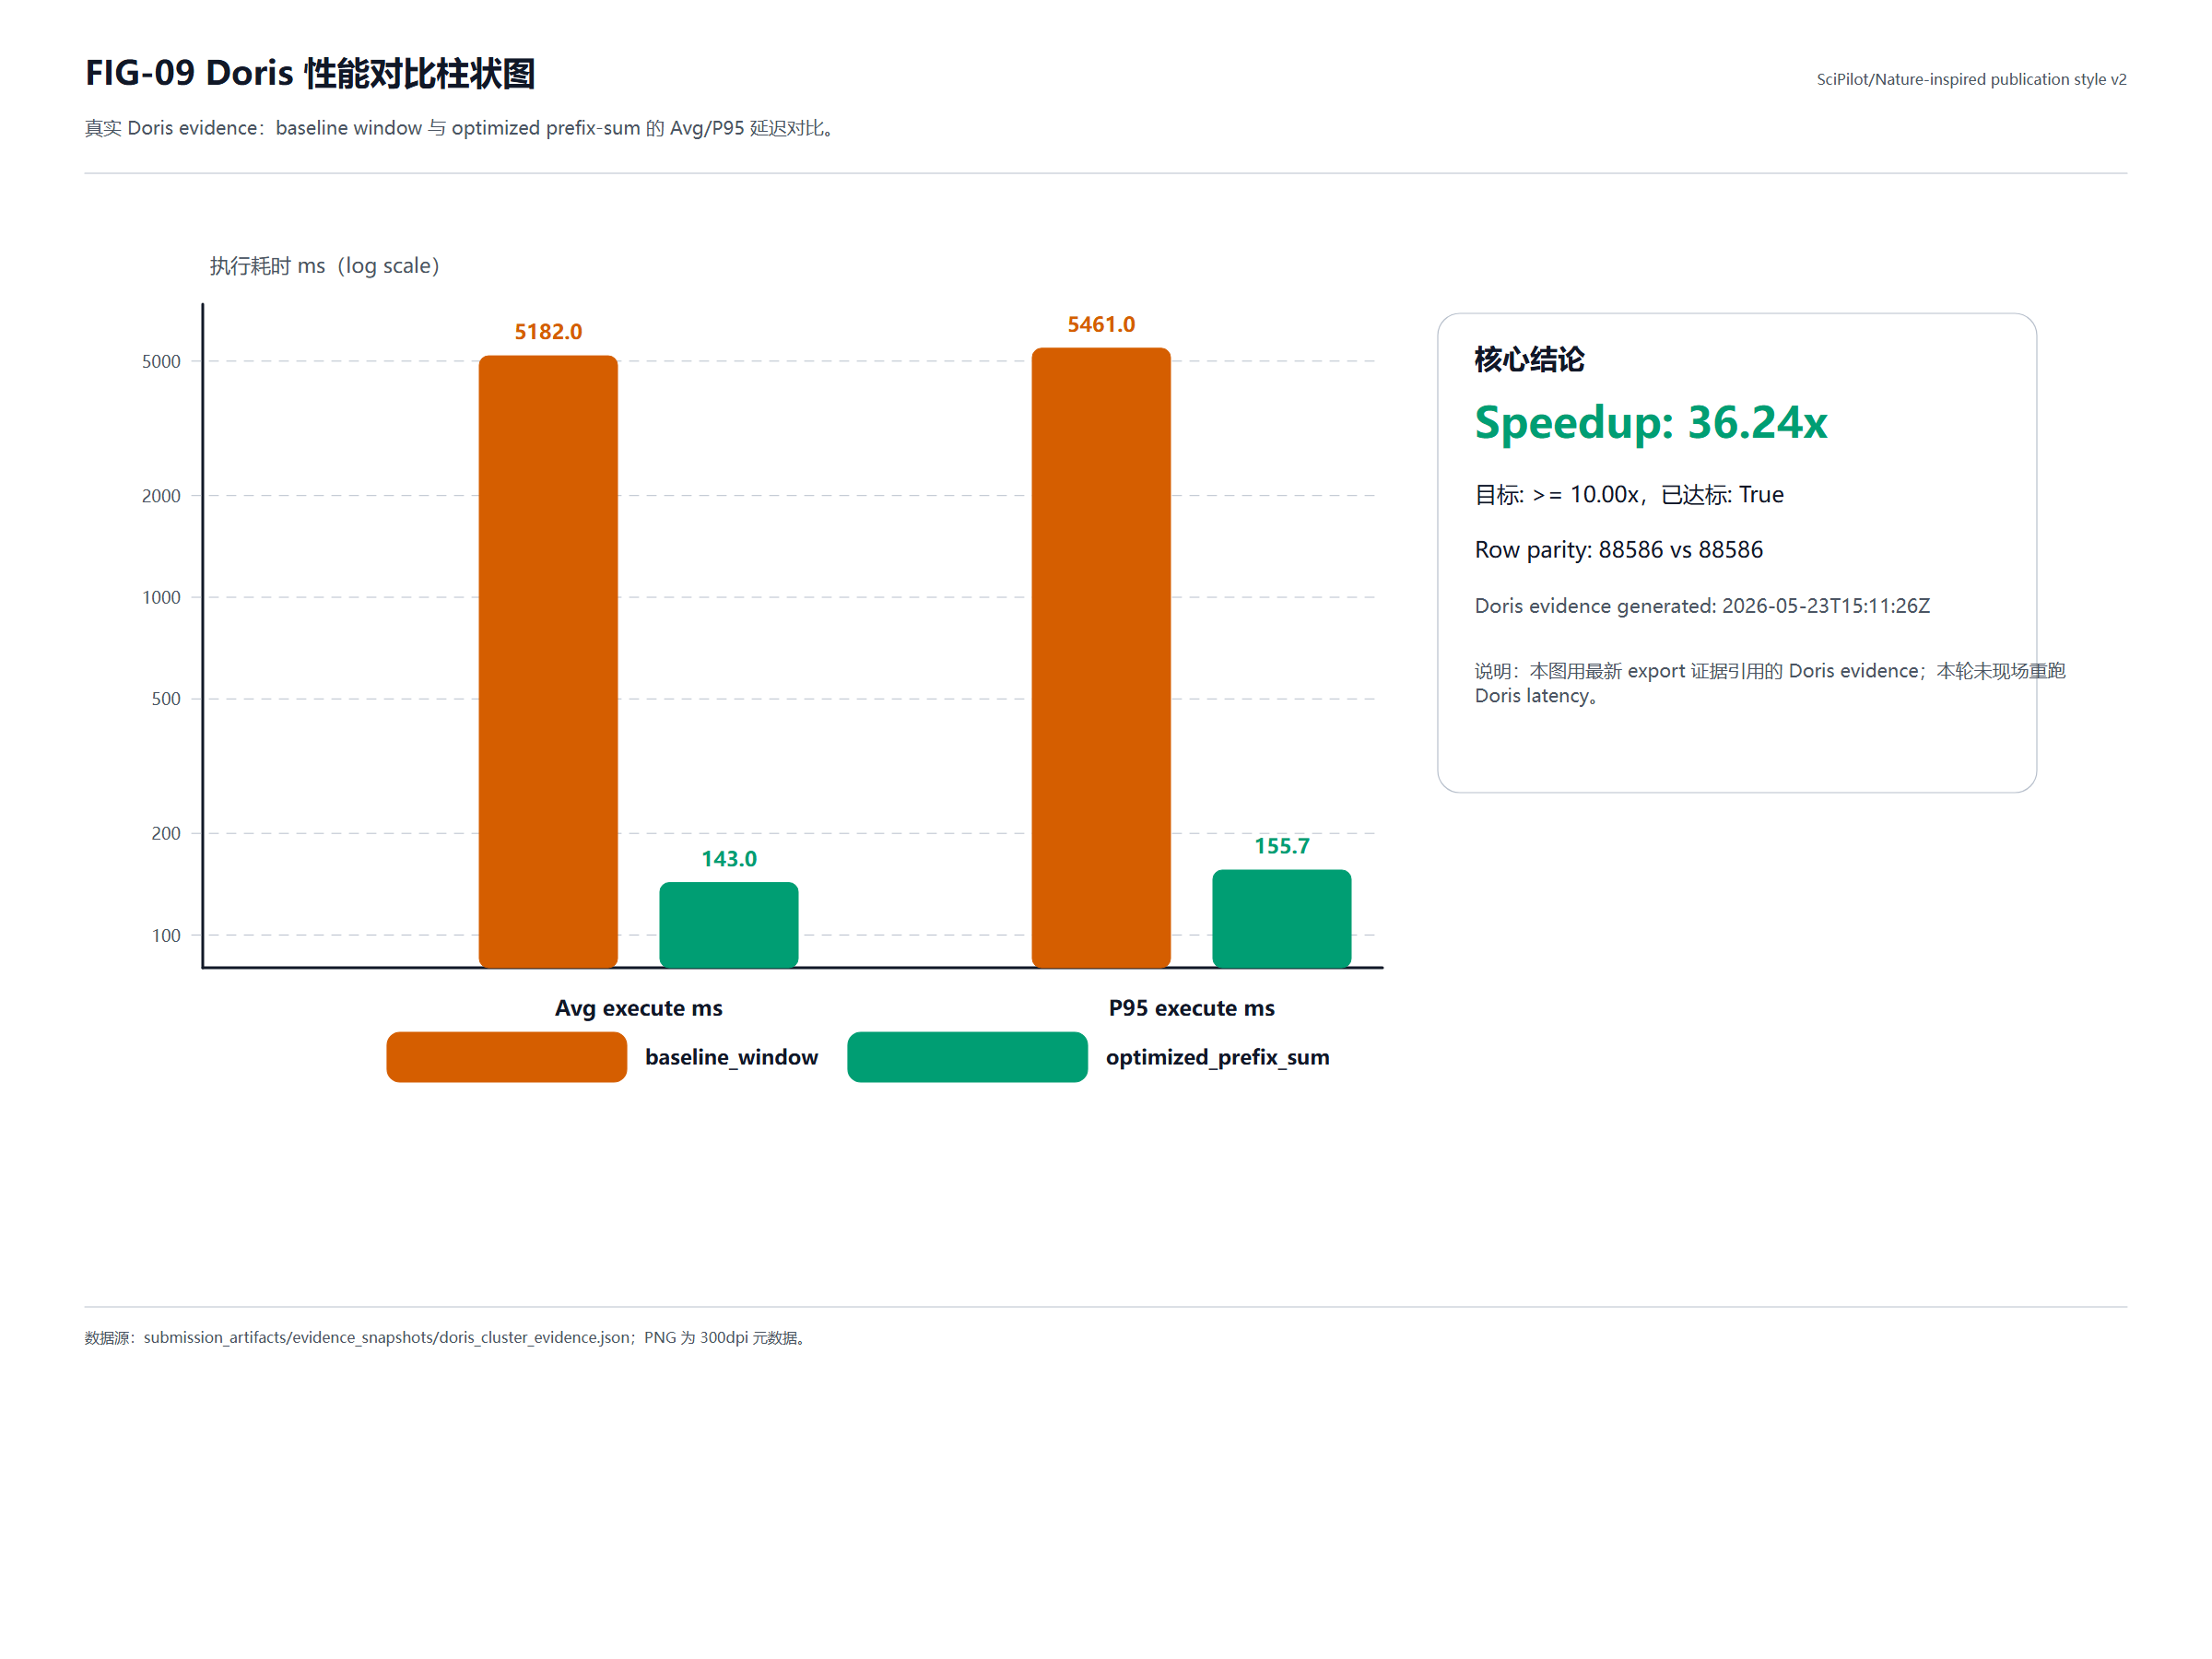 FIG-09 Doris 性能对比柱状图
SciPilot/Nature-inspired publication style v2
真实 Doris evidence：baseline window 与 optimized prefix-sum 的 Avg/P95 延迟对比。
执行耗时 ms（log scale）
5000
2000
1000
500
200
100
5182.0
143.0
5461.0
155.7
Avg execute ms
P95 execute ms
baseline_window
optimized_prefix_sum
核心结论
Speedup: 36.24x
目标: >= 10.00x，已达标: True
Row parity: 88586 vs 88586
Doris evidence generated: 2026-05-23T15:11:26Z
说明：本图用最新 export 证据引用的 Doris evidence；本轮未现场重跑
Doris latency。
数据源：submission_artifacts/evidence_snapshots/doris_cluster_evidence.json；PNG 为 300dpi 元数据。